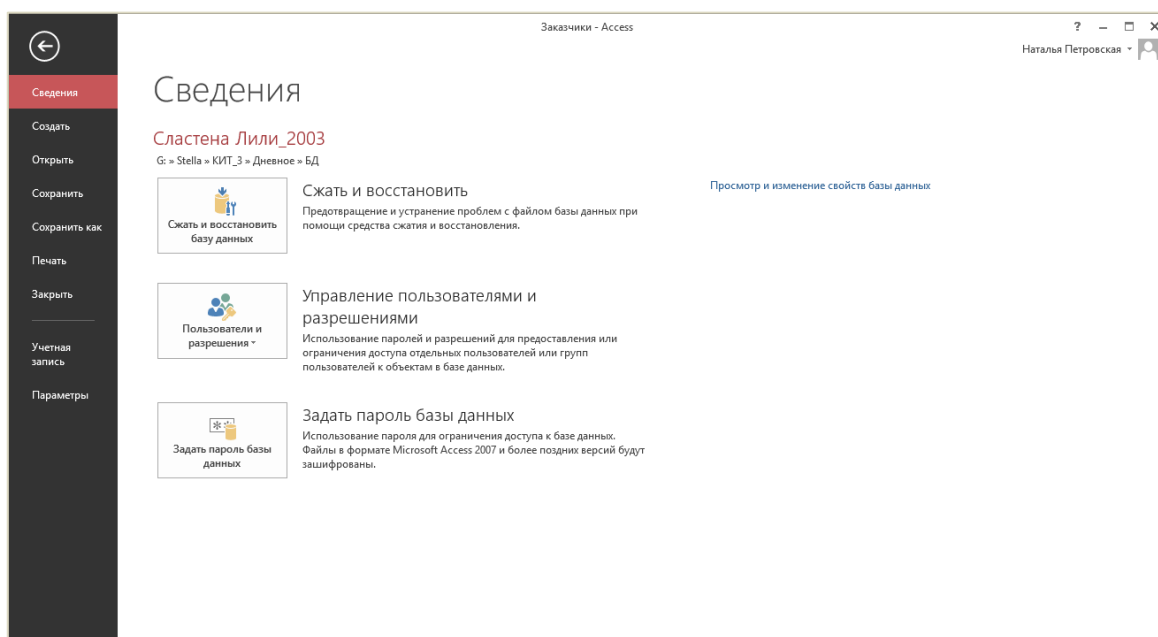 Заказчики - Access
?
Наталья Петровская
Сведения
Создать
Открыть
Сохранить
Сохранить как
Печать
Закрыть
Учетная
запись
Параметры
Сведения
Сластена Лили_2003
G: » Stella » КИТ_3 » Дневное » БД
Сжать и восстановить
базу данных
Сжать и восстановить
Предотвращение и устранение проблем с файлом базы данных при
помощи средства сжатия и восстановления.
Просмотр и изменение свойств базы данных
Пользователи и
разрешения
Управление пользователями и
разрешениями
Использование паролей и разрешений для предоставления или
ограничения доступа отдельных пользователей или групп
пользователей к объектам в базе данных.
Задать пароль базы
данных
Задать пароль базы данных
Использование пароля для ограничения доступа к базе данных.
Файлы в формате Microsoft Access 2007 и более поздних версий будут
зашифрованы.